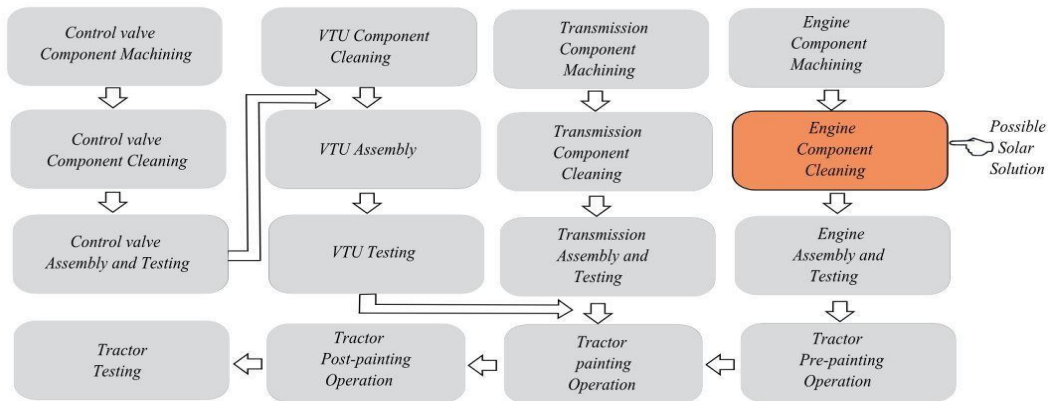 Control valve
Component Machining
VTU Component
Cleaning
Transmission
Component
Machining
Engine
Component
Machining
Control valve
Component Cleaning
VTU Assembly
Transmission
Component
Cleaning
Engine
Component
Cleaning
Possible
Solar
Solution
Control valve
Assembly and Testing
VTU Testing
Transmission
Assembly and
Testing
Engine
Assembly and
Testing
Tractor
Testing
Tractor
Post-painting
Operation
Tractor
painting
Operation
Tractor
Pre-painting
Operation